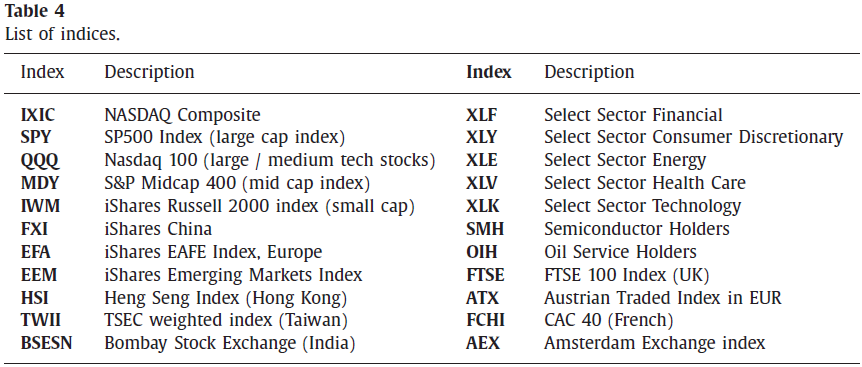 Table 4
List of indices.
Index Description Index Description
IXIC NASDAQ Composite XLF Select Sector Financial
SPY SP500 Index (large cap index) XLY Select Sector Consumer Discretionary
QQQ Nasdaq 100 (large / medium tech stocks) XLE Select Sector Energy
MDY S&P Midcap 400 (mid cap index) XLV Select Sector Health Care
IWM iShares Russell 2000 index (small cap) XLK Select Sector Technology
FXI iShares China SMH Semiconductor Holders
EFA iShares EAFE Index, Europe OIH Oil Service Holders
EEM iShares Emerging Markets Index FTSE FTSE 100 Index (UK)
HSI Heng Seng Index (Hong Kong) ATX Austrian Traded Index in EUR
TWII TSEC weighted index (Taiwan) FCHI CAC 40 (French)
BSESN Bombay Stock Exchange (India) AEX Amsterdam Exchange index